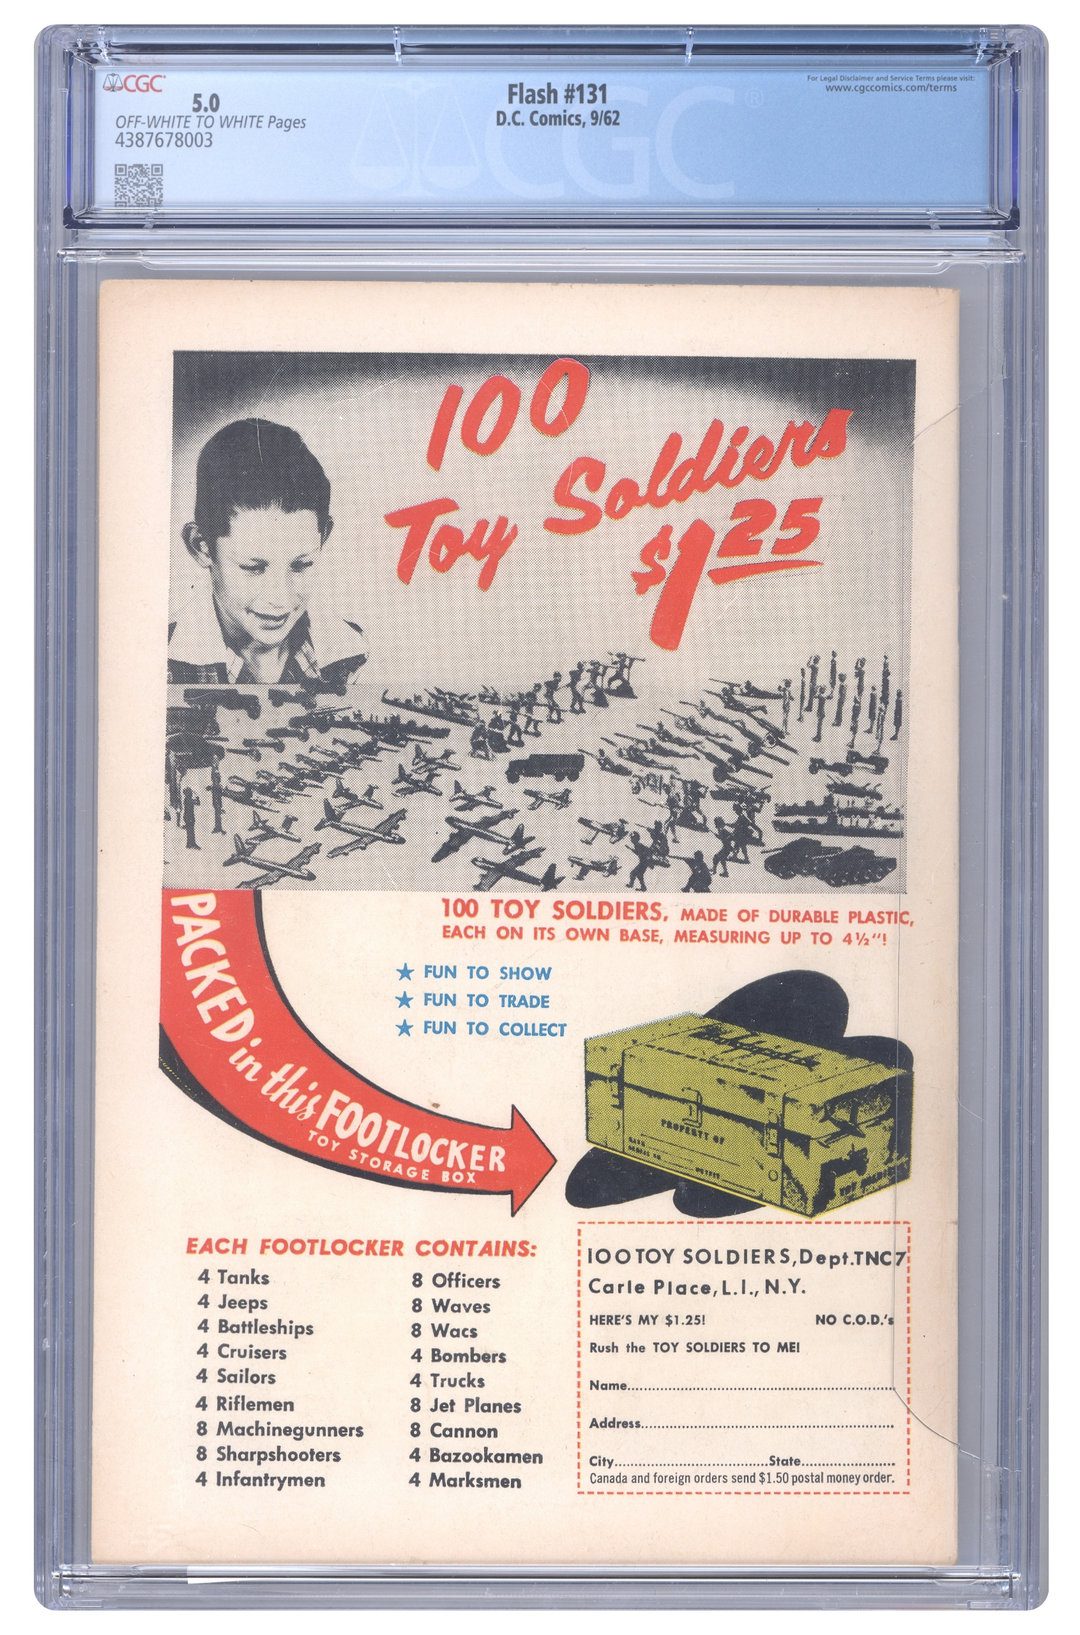 CGC
5.0
OFF-WHITE TO WHITE Pages
4387678003
Flash #131
D.C. Comics, 9/62
For Legal Disclaimer and Service Terms please visit:
www.cgccomics.com/terms
CGC
100
Toy Soldiers
$1 25
PACKED in this FOOTLOCKER
TOY STORAGE BOX
100 TOY SOLDIERS, MADE OF DURABLE PLASTIC,
EACH ON ITS OWN BASE, MEASURING UP TO 4½"!
★ FUN TO SHOW
★ FUN TO TRADE
★ FUN TO COLLECT
PROPERTY OF
EACH FOOTLOCKER CONTAINS:
4 Tanks
4 Jeeps
4 Battleships
4 Cruisers
4 Sailors
4 Riflemen
8 Machinegunners
8 Sharpshooters
4 Infantrymen
8 Officers
8 Waves
8 Wacs
4 Bombers
4 Trucks
8 Jet Planes
8 Cannon
4 Bazookamen
4 Marksmen
100 TOY SOLDIERS, Dept. TNC7
Carle Place, L.I., N.Y.
HERE'S MY $1.25! NO C.O.D.'s
Rush the TOY SOLDIERS TO ME!
Name
Address
City State
Canada and foreign orders send $1.50 postal money order.